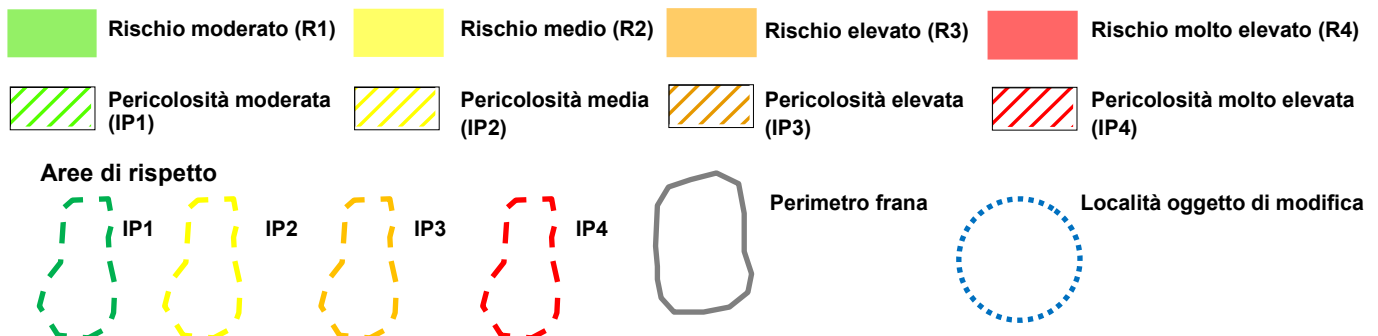 Rischio moderato (R1)
Rischio medio (R2)
Rischio elevato (R3)
Rischio molto elevato (R4)
Pericolosità moderata
(IP1)
Pericolosità media
(IP2)
Pericolosità elevata
(IP3)
Pericolosità molto elevata
(IP4)
Aree di rispetto
IP1
IP2
IP3
IP4
Perimetro frana
Località oggetto di modifica